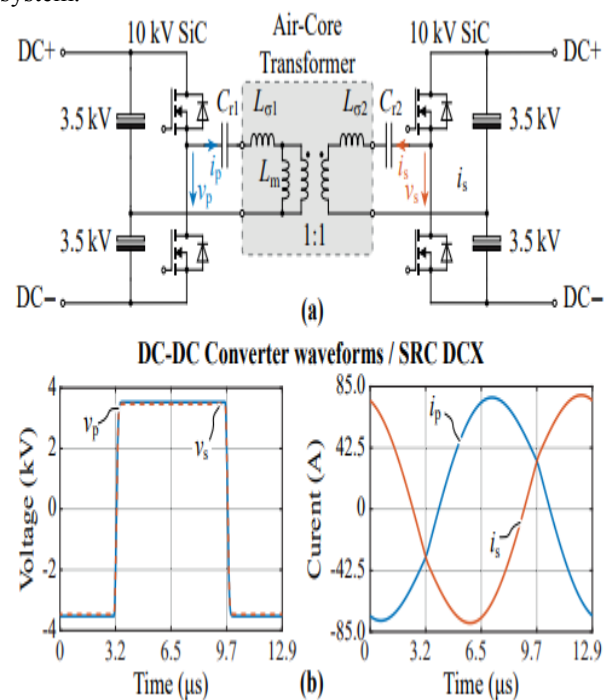 system.
10 kV SiC
Air-Core
Transformer
10 kV SiC
DC+
DC+
3.5 kV
Cr1
Lσ1
Lσ2
Cr2
3.5 kV
ip
is
vp
Lm
vs
is
1:1
3.5 kV
3.5 kV
DC−
DC−
(a)
DC-DC Converter waveforms / SRC DCX
Voltage (kV)
4
2
0
-2
-4
vp
vs
0
3.2
6.5
9.7
12.9
Time (µs)
Curent (A)
85.0
42.5
0
-42.5
-85.0
ip
is
0
3.2
6.5
9.7
12.9
Time (µs)
(b)